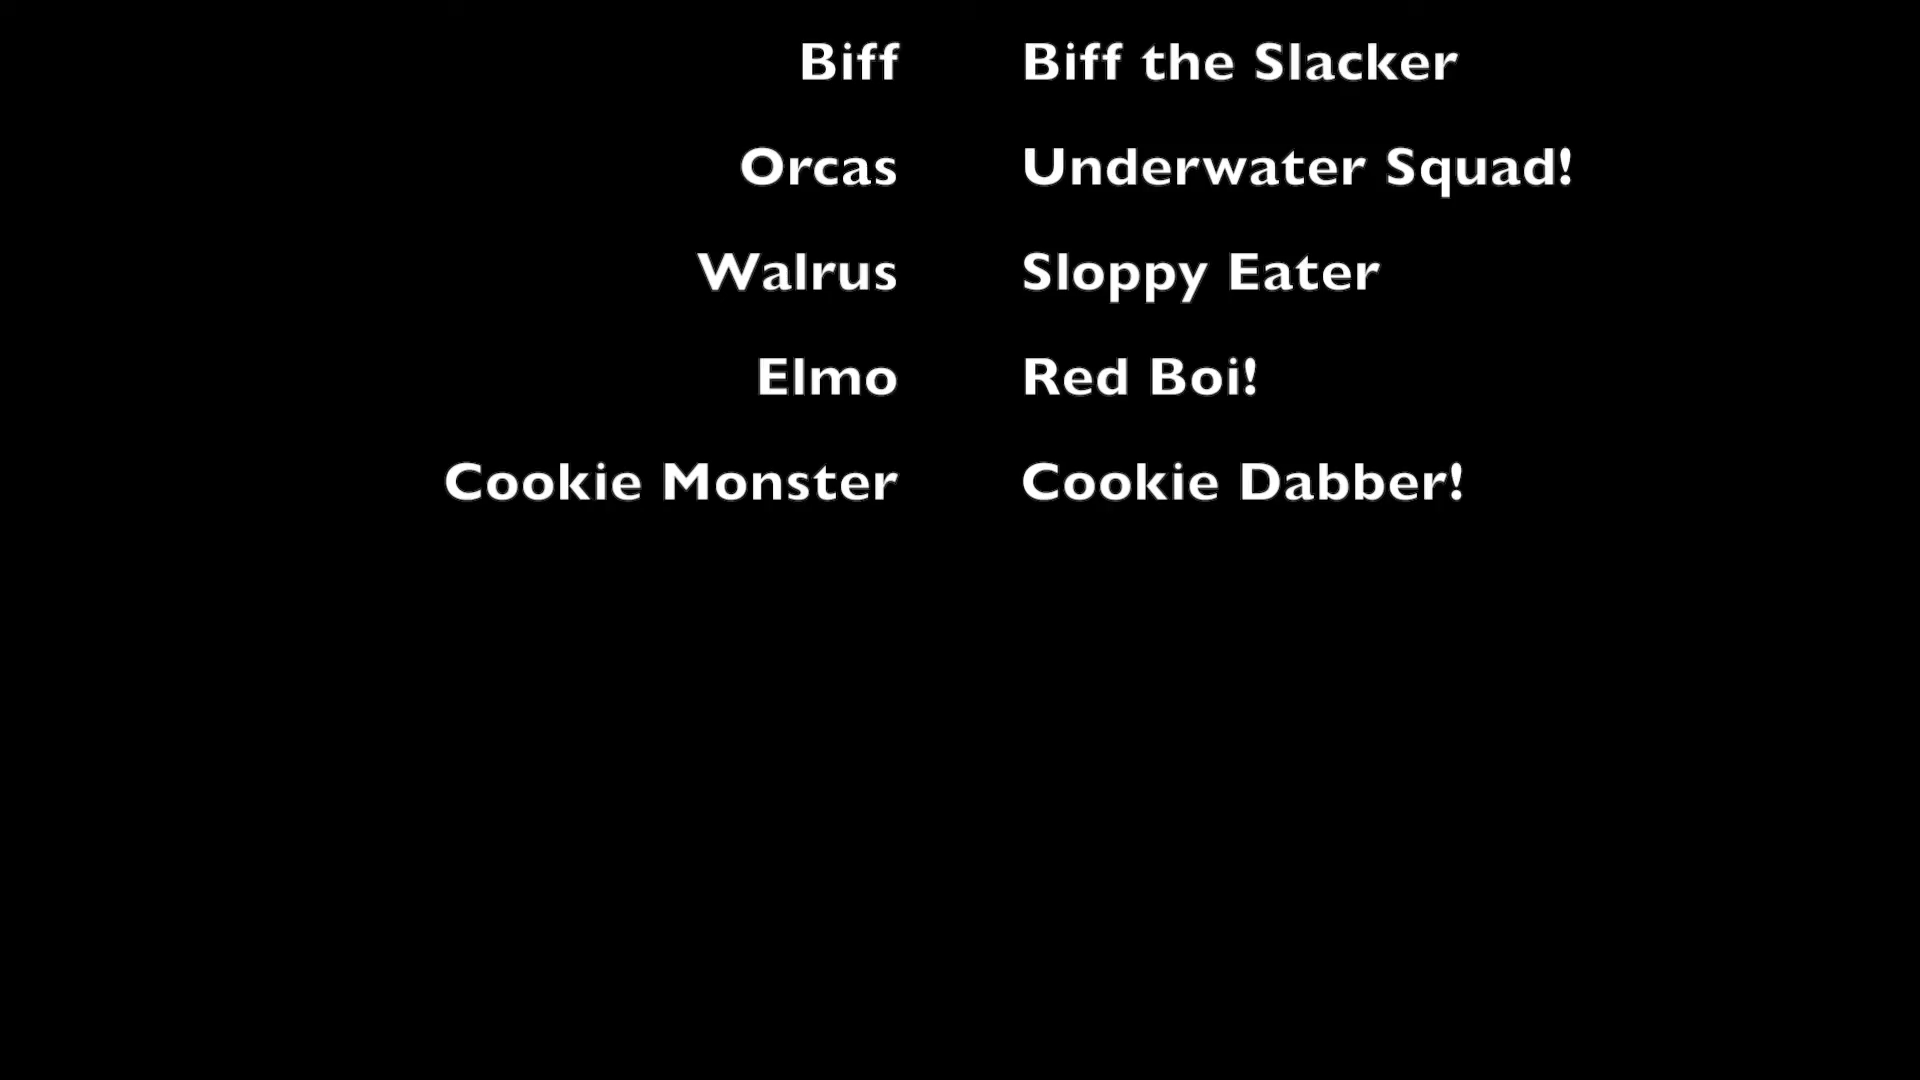 Biff Biff the Slacker
Orcas Underwater Squad!
Walrus Sloppy Eater
Elmo Red Boi!
Cookie Monster Cookie Dabber!